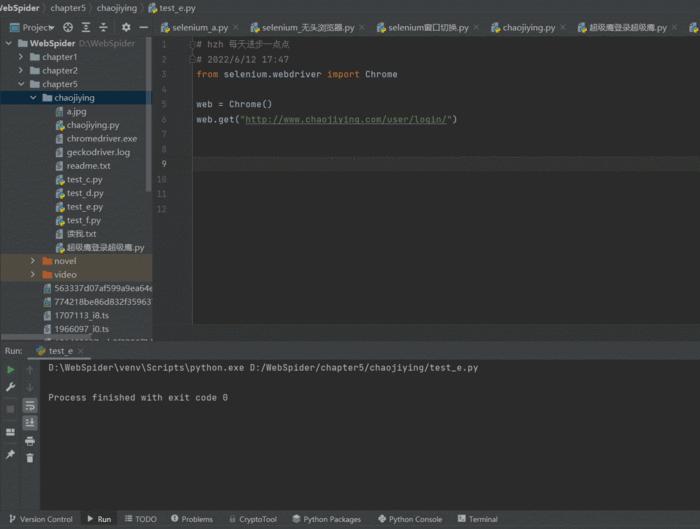 WebSpider
chapter5
chaojiying
test_e.py
Project
selenium_a.py
selenium_无头浏览器.py
selenium窗口切换.py
chaojiying.py
超级鹰登录超级鹰.py
WebSpider D:\WebSpider
chapter1
chapter2
chapter5
chaojiying
a.jpg
chaojiying.py
chromedriver.exe
geckodriver.log
readme.txt
test_c.py
test_d.py
test_e.py
test_f.py
读我.txt
超级鹰登录超级鹰.py
novel
video
563337d07af599a9ea64e
774218be86d832f35963
1707113_i8.ts
1966097_i0.ts
1 # hzh 每天进步一点点
2 # 2022/6/12 17:47
3 from selenium.webdriver import Chrome
4
5 web = Chrome()
6 web.get("http://www.chaojiying.com/user/login/")
7
8
9
10
11
12
Run: test_e
D:\WebSpider\venv\Scripts\python.exe D:/WebSpider/chapter5/chaojiying/test_e.py
Process finished with exit code 0
Version Control Run TODO Problems CryptoTool Python Packages Python Console Terminal